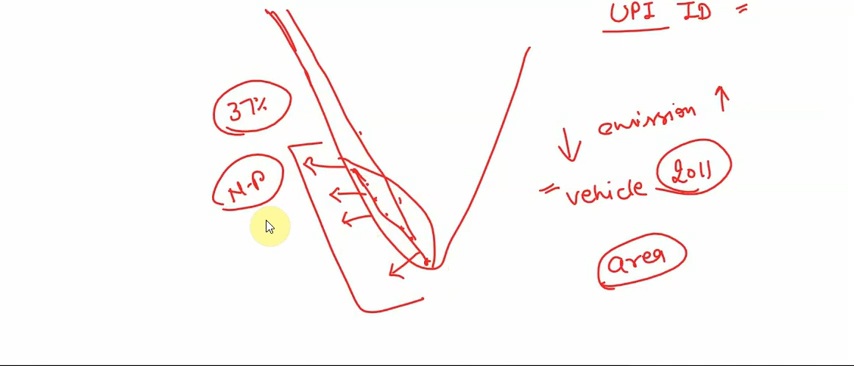 UPI ID =
37%
emission ↑
↓
N-P
= vehicle 2011
area